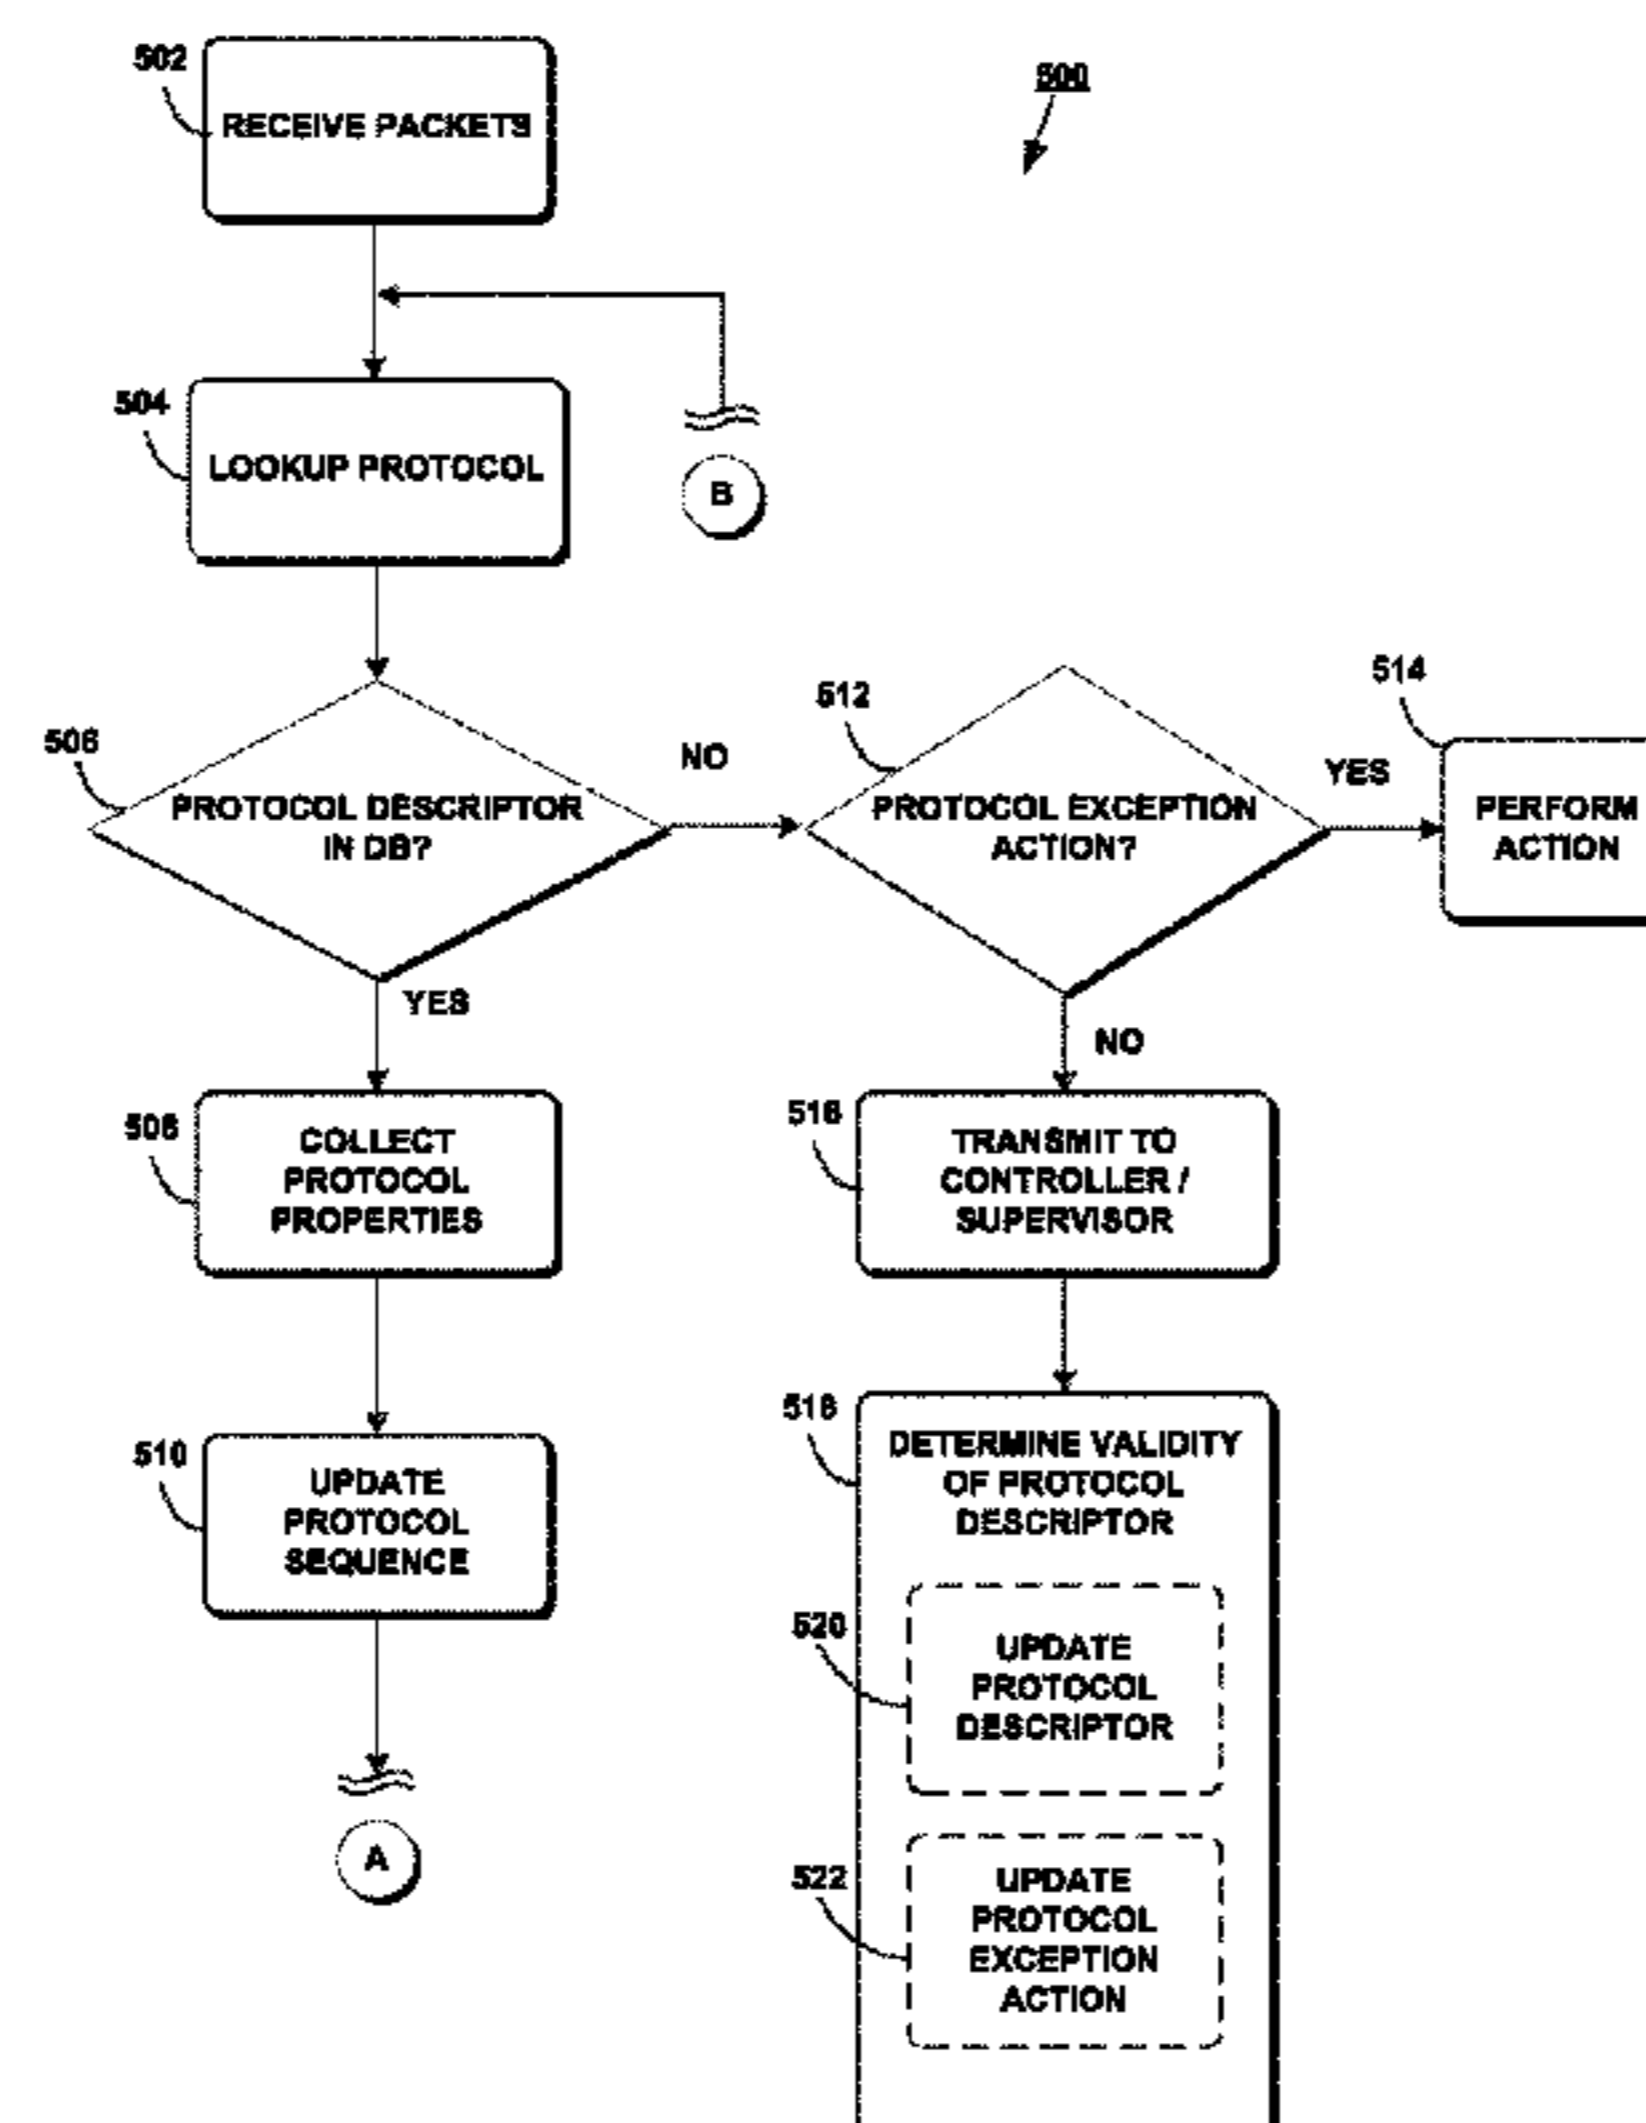 502
RECEIVE PACKETS
500
504
LOOKUP PROTOCOL
B
506
PROTOCOL DESCRIPTOR
IN DB?
NO
512
PROTOCOL EXCEPTION
ACTION?
YES
514
PERFORM
ACTION
YES
NO
508
COLLECT
PROTOCOL
PROPERTIES
516
TRANSMIT TO
CONTROLLER /
SUPERVISOR
510
UPDATE
PROTOCOL
SEQUENCE
A
518
DETERMINE VALIDITY
OF PROTOCOL
DESCRIPTOR
520
UPDATE
PROTOCOL
DESCRIPTOR
522
UPDATE
PROTOCOL
EXCEPTION
ACTION